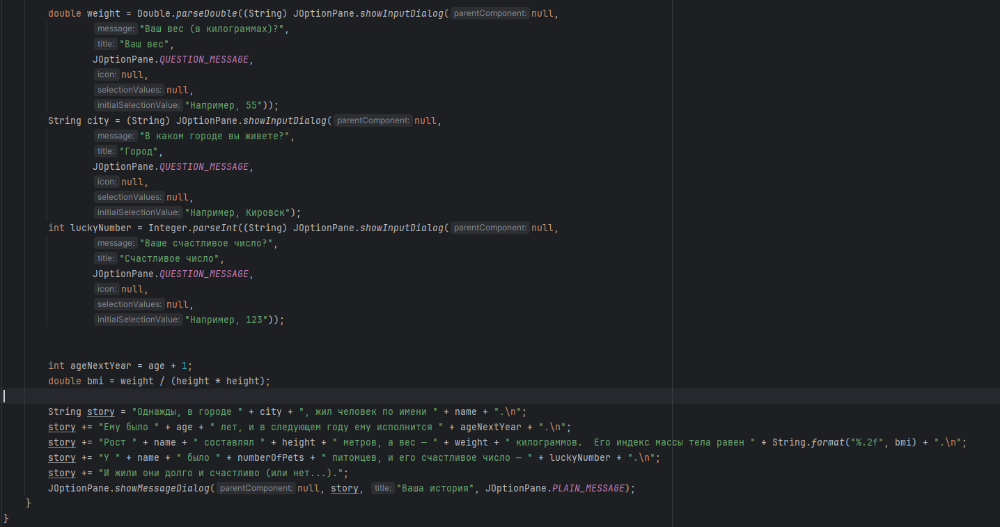 double weight = Double.parseDouble((String) JOptionPane.showInputDialog( parentComponent: null,
message: "Ваш вес (в килограммах)?",
title: "Ваш вес",
JOptionPane.QUESTION_MESSAGE,
icon: null,
selectionValues: null,
initialSelectionValue: "Например, 55"));
String city = (String) JOptionPane.showInputDialog( parentComponent: null,
message: "В каком городе вы живете?",
title: "Город",
JOptionPane.QUESTION_MESSAGE,
icon: null,
selectionValues: null,
initialSelectionValue: "Например, Кировск");
int luckyNumber = Integer.parseInt((String) JOptionPane.showInputDialog( parentComponent: null,
message: "Ваше счастливое число?",
title: "Счастливое число",
JOptionPane.QUESTION_MESSAGE,
icon: null,
selectionValues: null,
initialSelectionValue: "Например, 123"));
int ageNextYear = age + 1;
double bmi = weight / (height * height);
String story = "Однажды, в городе " + city + ", жил человек по имени " + name + ".\n";
story += "Ему было " + age + " лет, и в следующем году ему исполнится " + ageNextYear + ".\n";
story += "Рост " + name + " составлял " + height + " метров, а вес – " + weight + " килограммов.  Его индекс массы тела равен " + String.format("%.2f", bmi) + ".\n";
story += "У " + name + " было " + numberOfPets + " питомцев, и его счастливое число – " + luckyNumber + ".\n";
story += "И жили они долго и счастливо (или нет...).";
JOptionPane.showMessageDialog( parentComponent: null, story, title: "Ваша история", JOptionPane.PLAIN_MESSAGE);
}
}